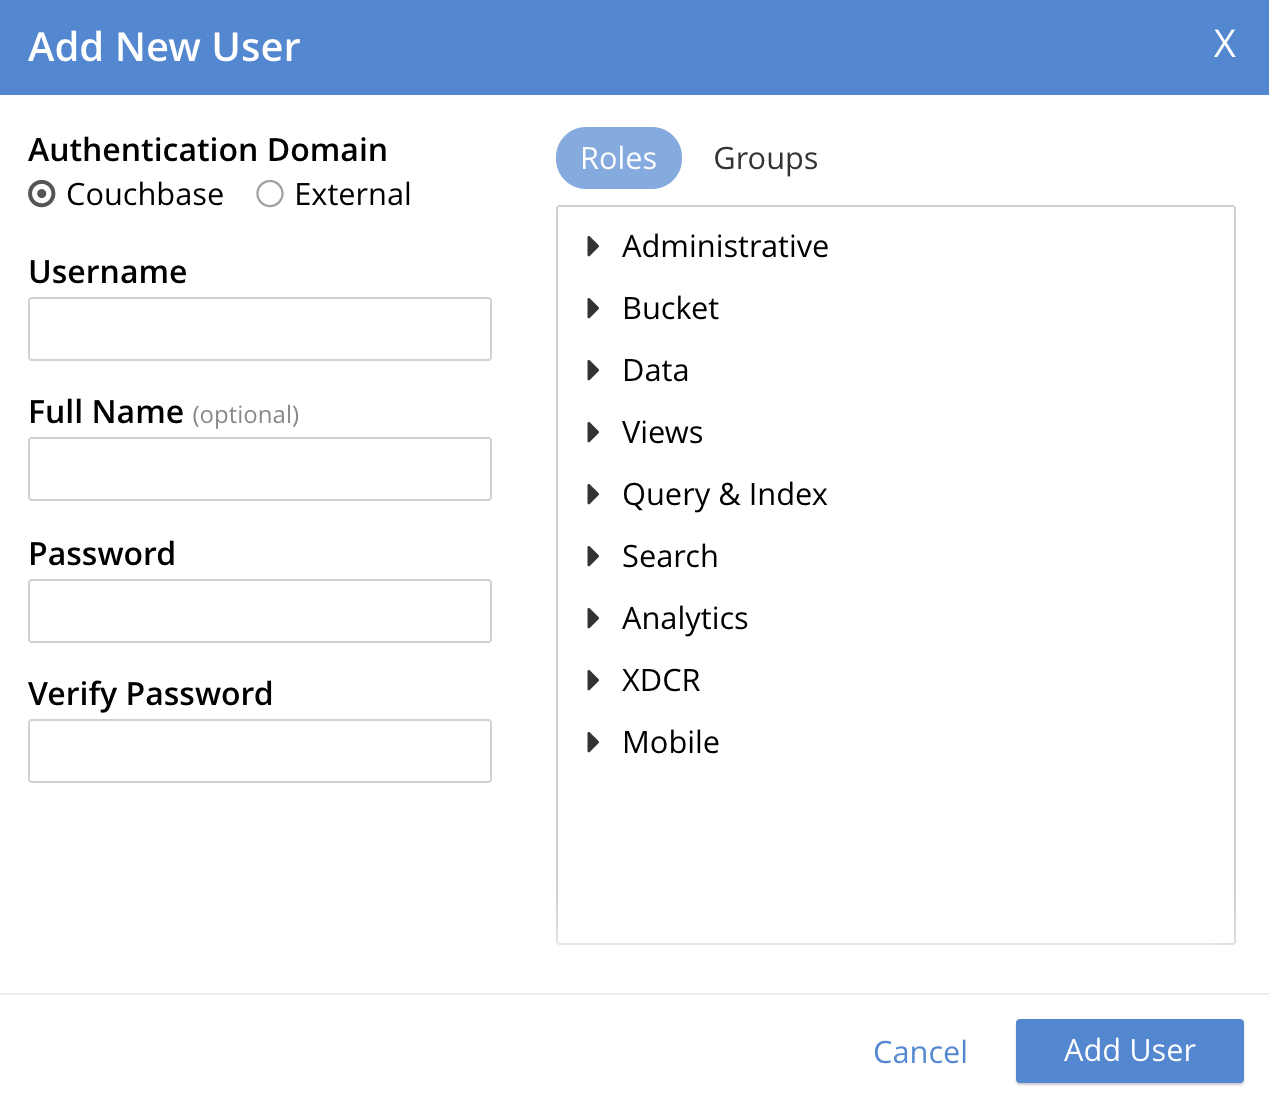 Add New User
X
Authentication Domain
Couchbase External
Username
Full Name (optional)
Password
Verify Password
Roles Groups
Administrative
Bucket
Data
Views
Query & Index
Search
Analytics
XDCR
Mobile
Cancel
Add User